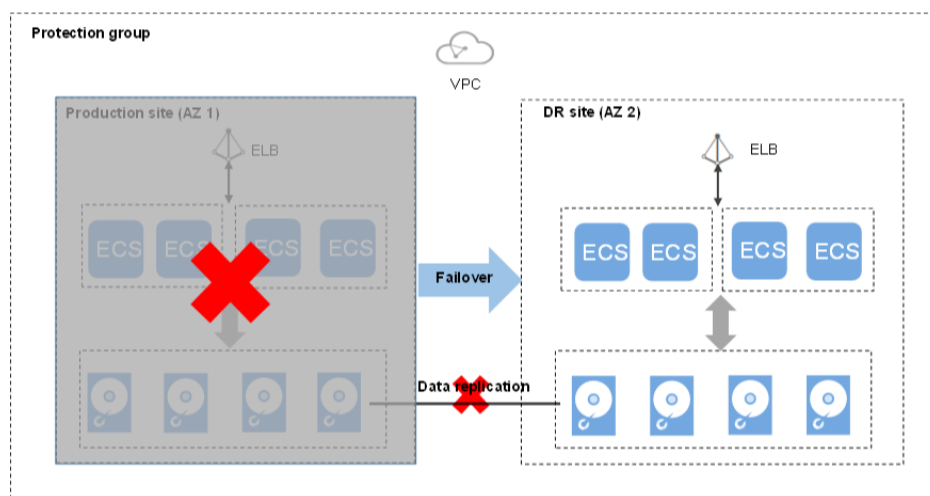 Protection group
VPC
Production site (AZ 1)
DR site (AZ 2)
ELB
ELB
ECS
ECS
ECS
ECS
ECS
ECS
ECS
ECS
Failover
Data replication